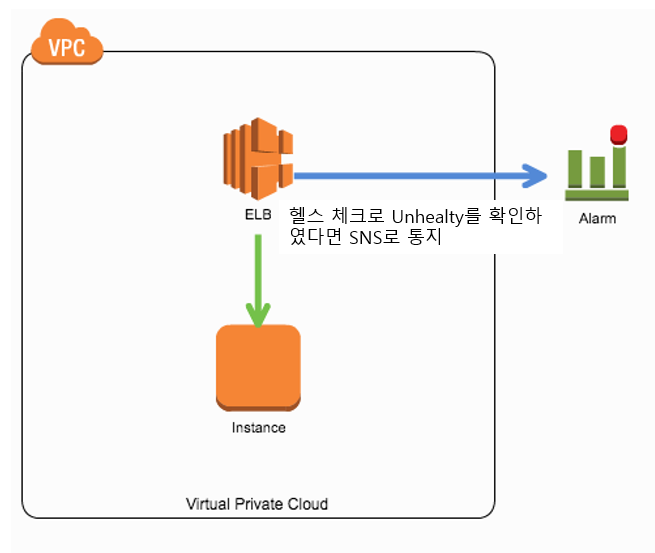 VPC
ELB
헬스 체크로 Unhealty를 확인하
였다면 SNS로 통지
Alarm
Instance
Virtual Private Cloud